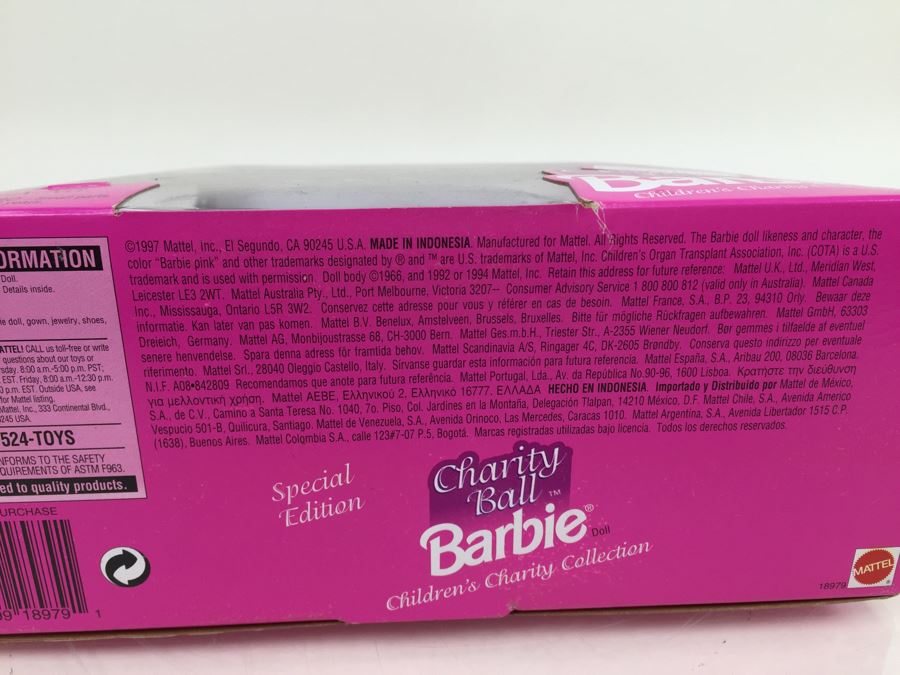 Children's Charity
©1997 Mattel, Inc., El Segundo, CA 90245 U.S.A. MADE IN INDONESIA. Manufactured for Mattel. All Rights Reserved. The Barbie doll likeness and character, the
color "Barbie pink" and other trademarks designated by ® and ™ are U.S. trademarks of Mattel, Inc. Children's Organ Transplant Association, Inc. (COTA) is a U.S.
trademark and is used with permission. Doll body ©1966, and 1992 or 1994 Mattel, Inc. Retain this address for future reference: Mattel U.K., Ltd., Meridian West,
Leicester LE3 2WT. Mattel Australia Pty., Ltd., Port Melbourne, Victoria 3207-- Consumer Advisory Service 1 800 800 812 (valid only in Australia). Mattel Canada
Inc., Mississauga, Ontario L5R 3W2. Conservez cette adresse pour vous y référer en cas de besoin. Mattel France, S.A., B.P. 23, 94310 Orly. Bewaar deze
informatie. Kan later van pas komen. Mattel B.V. Benelux, Amstelveen, Brussels, Bruxelles. Bitte für mögliche Rückfragen aufbewahren. Mattel GmbH, 63303
Dreieich, Germany. Mattel AG, Monbijoustrasse 68, CH-3000 Bern. Mattel Ges.m.b.H., Triester Str., A-2355 Wiener Neudorf. Bør gemmes i tilfælde af eventuel
senere henvendelse. Spara denna adress för framtida behov. Mattel Scandinavia A/S, Ringager 4C, DK-2605 Brøndby. Conserva questo indirizzo per eventuale
riferimento. Mattel Srl., 28040 Oleggio Castello, Italy. Sirvanse guardar esta información para futura referencia. Mattel España, S.A., Aribau 200, 08036 Barcelona.
N.I.F. A08•842809 Recomendamos que anote para futura referência. Mattel Portugal, Lda., Av. da República No.90-96, 1600 Lisboa. Κρατήστε την διεύθυνση
για μελλοντική χρήση. Mattel AEBE, Ελληνικού 2. Ελληνικό 16777. ΕΛΛΑΔΑ. HECHO EN INDONESIA. Importado y Distribuido por Mattel de México,
S.A., de C.V., Camino a Santa Teresa No. 1040, 7o. Piso, Col. Jardines en la Montaña, Delegación Tlalpan, 14210 México, D.F. Mattel Chile, S.A., Avenida Americo
Vespucio 501-B, Quilicura, Santiago. Mattel de Venezuela, S.A., Avenida Orinoco, Las Mercedes, Caracas 1010. Mattel Argentina, S.A., Avenida Libertador 1515 C.P.
(1638), Buenos Aires. Mattel Colombia S.A., calle 123#7-07 P.5, Bogotá. Marcas registradas utilizadas bajo licencia. Todos los derechos reservados.
ORMATION
Doll.
Details inside.
ie doll, gown, jewelry, shoes,
ATTEL! CALL us toll-free or write
questions about our toys or
sday, 8:00 a.m.-5:00 p.m. PST;
EST. Friday, 8:00 a.m.-12:30 p.m.
0 p.m. EST. Outside USA, see
for Mattel listing.
Mattel, Inc., 333 Continental Blvd.,
0245 USA.
524-TOYS
NFORMS TO THE SAFETY
QUIREMENTS OF ASTM F963.
ed to quality products.
URCHASE
9 18979 1
Special
Edition
Charity
Ball™
Barbie® Doll
Children's Charity Collection
18979
MATTEL